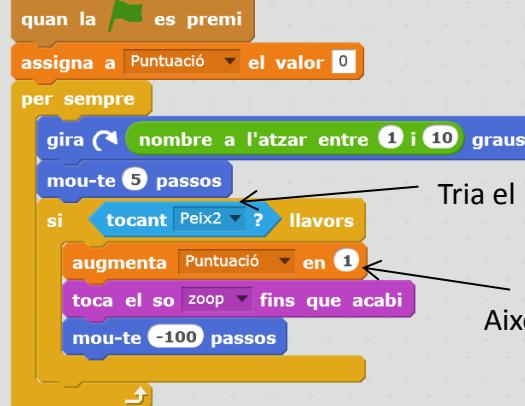 quan la es premi
assigna a Puntuació el valor 0
per sempre
gira nombre a l'atzar entre 1 i 10 graus
mou-te 5 passos
Tria el
si tocant Peix2 ? llavors
augmenta Puntuació en 1
toca el so zoop fins que acabi
Això
mou-te -100 passos